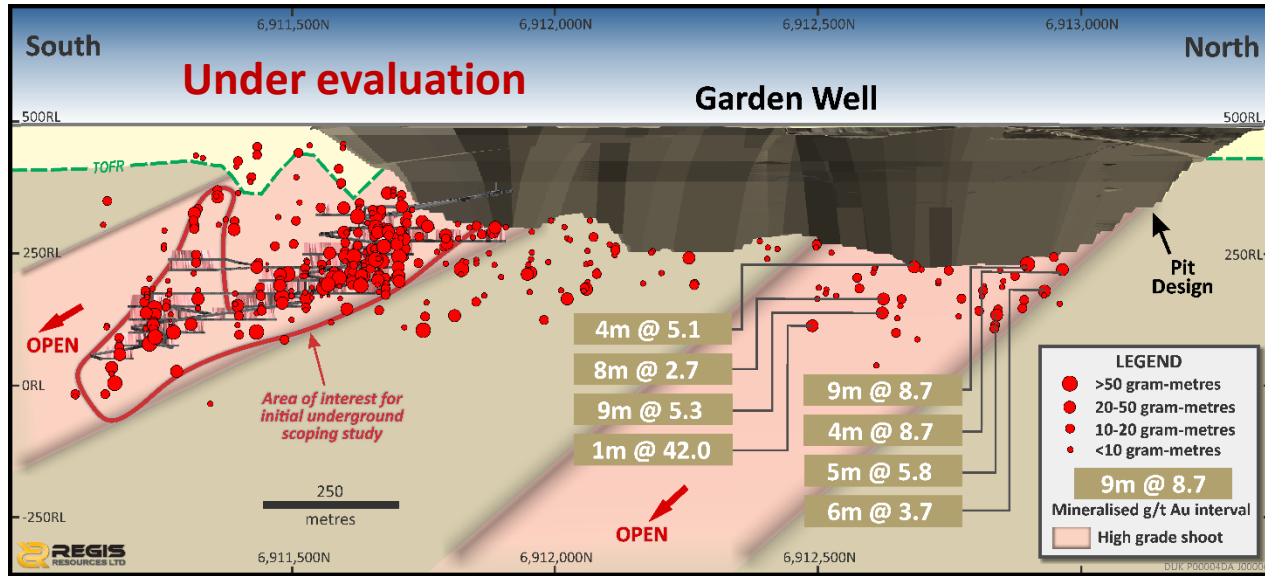 6,911,500N
6,912,000N
6,912,500N
6,913,000N
South
North
Under evaluation
Garden Well
500RL
500RL
TOFR
250RL
250RL
Pit
Design
OPEN
4m @ 5.1
8m @ 2.7
9m @ 5.3
1m @ 42.0
9m @ 8.7
4m @ 8.7
5m @ 5.8
6m @ 3.7
0RL
Area of interest for
initial underground
scoping study
LEGEND
>50 gram-metres
20-50 gram-metres
10-20 gram-metres
<10 gram-metres
9m @ 8.7
Mineralised g/t Au interval
High grade shoot
250
metres
-250RL
OPEN
REGIS
RESOURCES LTD
6,911,500N
6,912,000N
6,912,500N